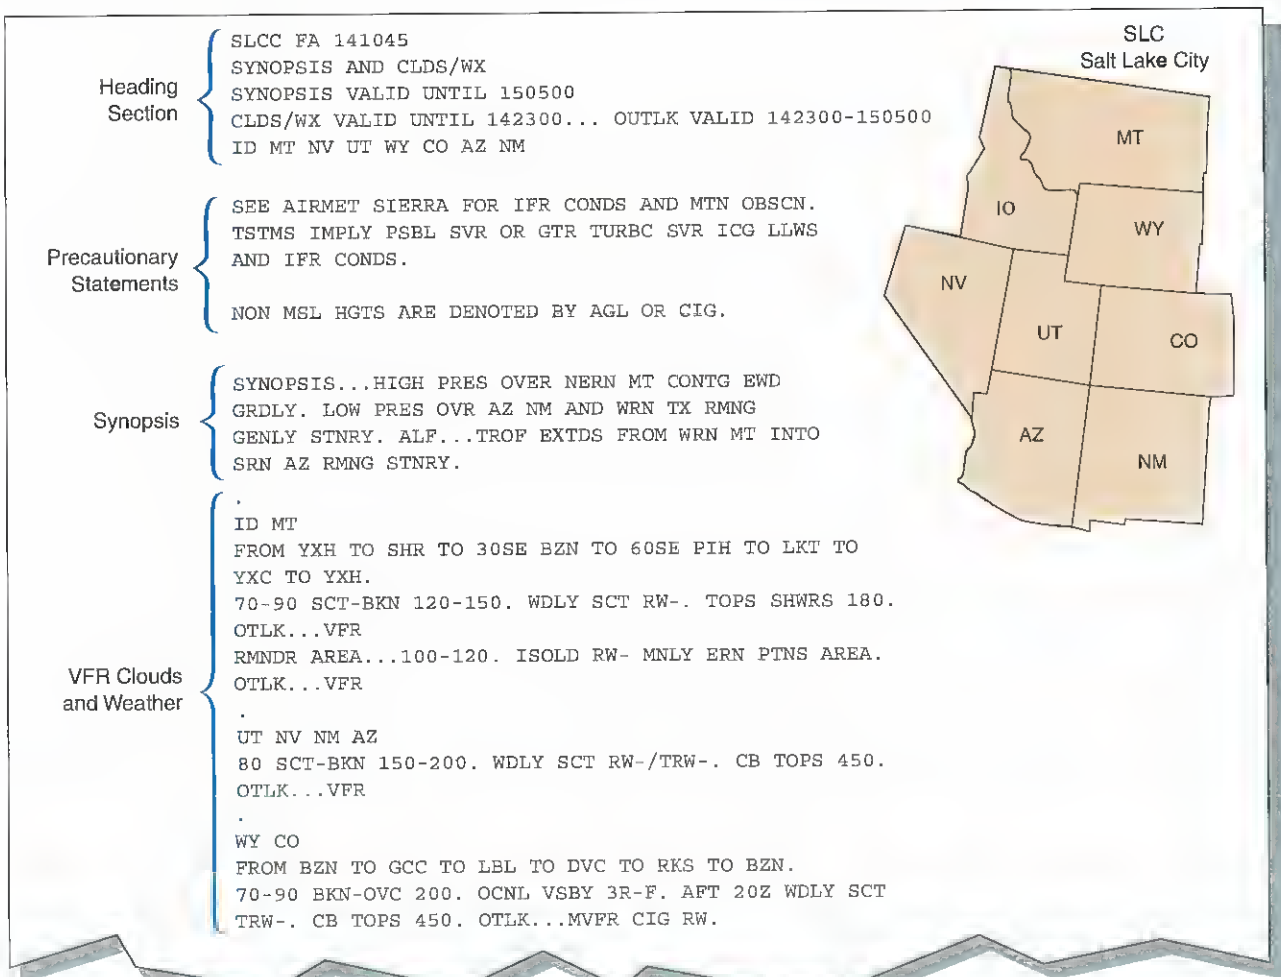 Heading
Section
SLCC FA 141045
SYNOPSIS AND CLDS/WX
SYNOPSIS VALID UNTIL 150500
CLDS/WX VALID UNTIL 142300... OUTLK VALID 142300-150500
ID MT NV UT WY CO AZ NM
Precautionary
Statements
SEE AIRMET SIERRA FOR IFR CONDS AND MTN OBSCN.
TSTMS IMPLY PSBL SVR OR GTR TURBC SVR ICG LLWS
AND IFR CONDS.
NON MSL HGTS ARE DENOTED BY AGL OR CIG.
Synopsis
SYNOPSIS...HIGH PRES OVER NERN MT CONTG EWD
GRDLY. LOW PRES OVR AZ NM AND WRN TX RMNG
GENLY STNRY. ALF...TROF EXTDS FROM WRN MT INTO
SRN AZ RMNG STNRY.
VFR Clouds
and Weather
.
ID MT
FROM YXH TO SHR TO 30SE BZN TO 60SE PIH TO LKT TO
YXC TO YXH.
70-90 SCT-BKN 120-150. WDLY SCT RW-. TOPS SHWRS 180.
OTLK...VFR
RMNDR AREA...100-120. ISOLD RW- MNLY ERN PTNS AREA.
OTLK...VFR
.
UT NV NM AZ
80 SCT-BKN 150-200. WDLY SCT RW-/TRW-. CB TOPS 450.
OTLK...VFR
.
WY CO
FROM BZN TO GCC TO LBL TO DVC TO RKS TO BZN.
70-90 BKN-OVC 200. OCNL VSBY 3R-F. AFT 20Z WDLY SCT
TRW-. CB TOPS 450. OTLK...MVFR CIG RW.
SLC
Salt Lake City
MT
IO
WY
NV
UT
CO
AZ
NM